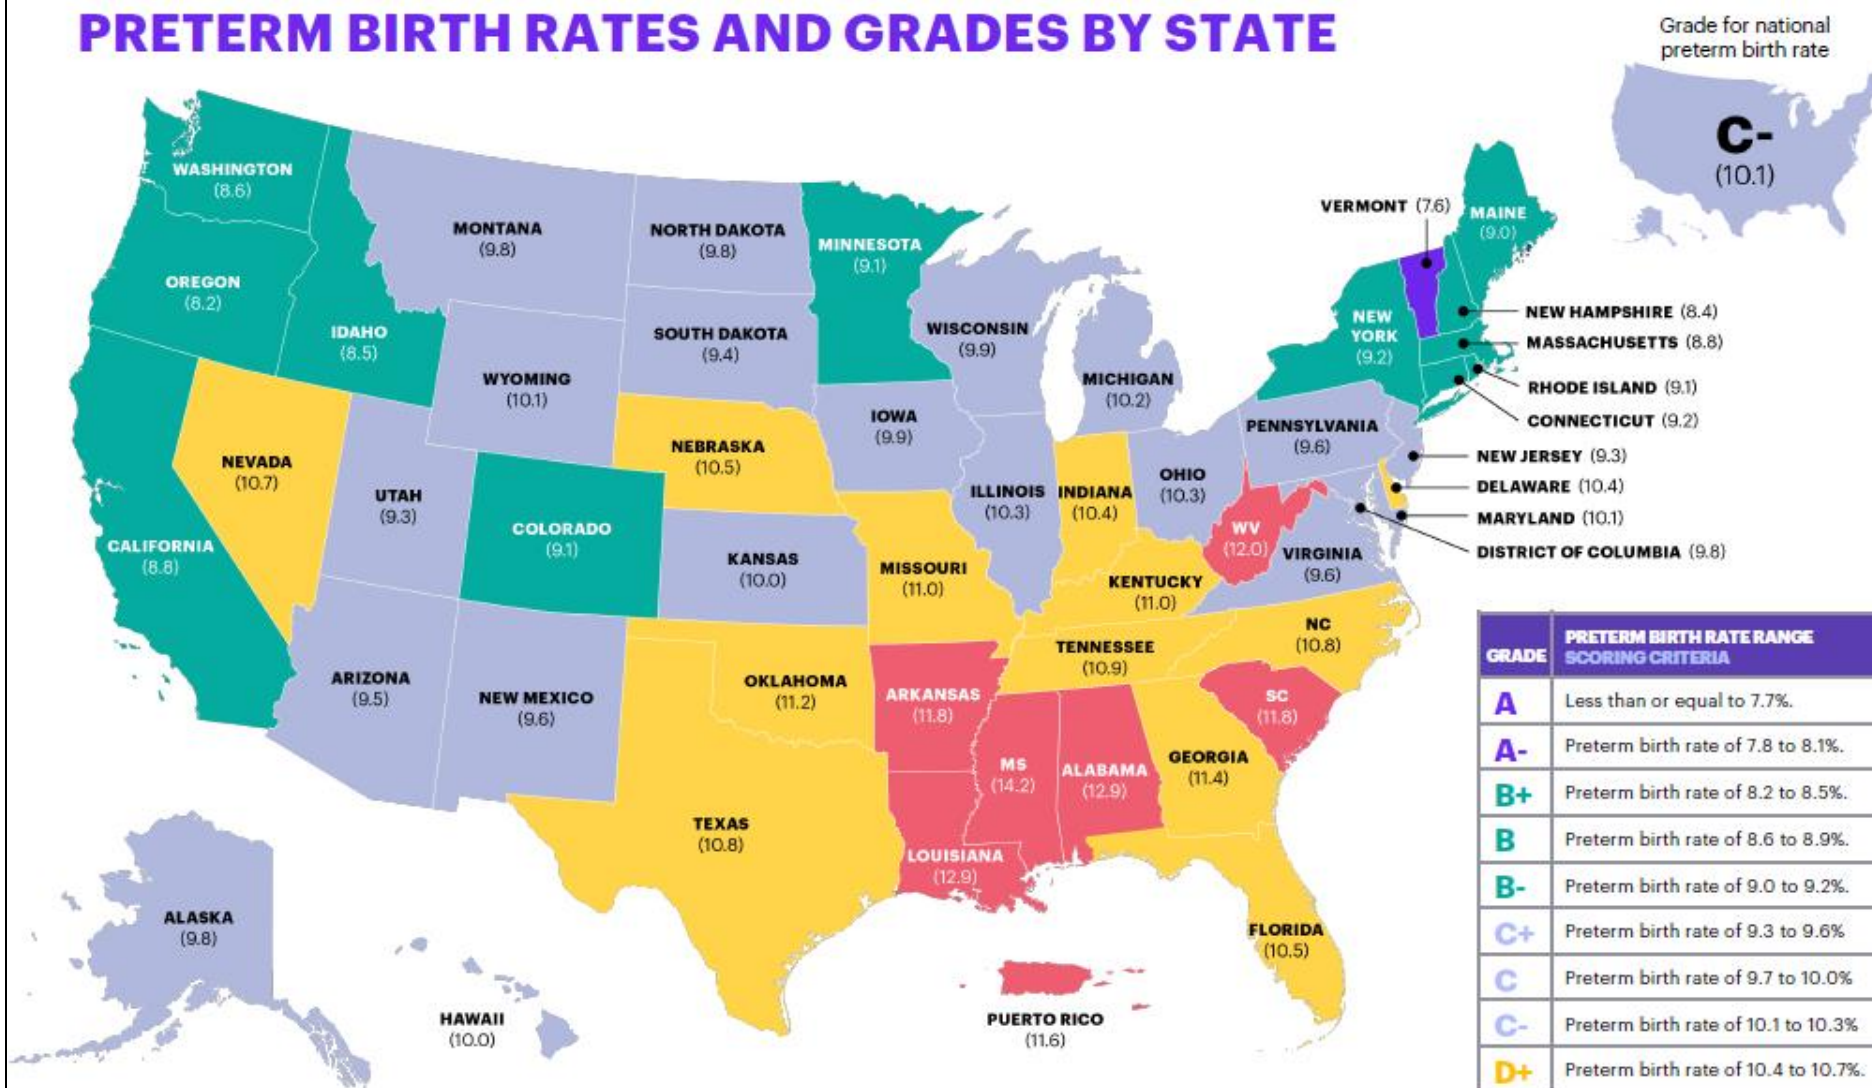 PRETERM BIRTH RATES AND GRADES BY STATE
Grade for national
preterm birth rate
C-
(10.1)
WASHINGTON
(8.6)
OREGON
(8.2)
IDAHO
(8.5)
MONTANA
(9.8)
NORTH DAKOTA
(9.8)
MINNESOTA
(9.1)
SOUTH DAKOTA
(9.4)
WYOMING
(10.1)
WISCONSIN
(9.9)
MICHIGAN
(10.2)
VERMONT (7.6)
MAINE
(9.0)
NEW
YORK
(9.2)
NEW HAMPSHIRE (8.4)
MASSACHUSETTS (8.8)
RHODE ISLAND (9.1)
CONNECTICUT (9.2)
NEW JERSEY (9.3)
DELAWARE (10.4)
MARYLAND (10.1)
DISTRICT OF COLUMBIA (9.8)
NEVADA
(10.7)
UTAH
(9.3)
COLORADO
(9.1)
CALIFORNIA
(8.8)
NEBRASKA
(10.5)
IOWA
(9.9)
ILLINOIS
(10.3)
INDIANA
(10.4)
OHIO
(10.3)
PENNSYLVANIA
(9.6)
WV
(12.0)
VIRGINIA
(9.6)
KANSAS
(10.0)
MISSOURI
(11.0)
KENTUCKY
(11.0)
TENNESSEE
(10.9)
NC
(10.8)
SC
(11.8)
ARIZONA
(9.5)
NEW MEXICO
(9.6)
OKLAHOMA
(11.2)
ARKANSAS
(11.8)
MS
(14.2)
ALABAMA
(12.9)
GEORGIA
(11.4)
TEXAS
(10.8)
LOUISIANA
(12.9)
FLORIDA
(10.5)
ALASKA
(9.8)
HAWAII
(10.0)
PUERTO RICO
(11.6)
GRADE PRETERM BIRTH RATE RANGE
SCORING CRITERIA
A Less than or equal to 7.7%.
A- Preterm birth rate of 7.8 to 8.1%.
B+ Preterm birth rate of 8.2 to 8.5%.
B Preterm birth rate of 8.6 to 8.9%.
B- Preterm birth rate of 9.0 to 9.2%.
C+ Preterm birth rate of 9.3 to 9.6%
C Preterm birth rate of 9.7 to 10.0%
C- Preterm birth rate of 10.1 to 10.3%
D+ Preterm birth rate of 10.4 to 10.7%.